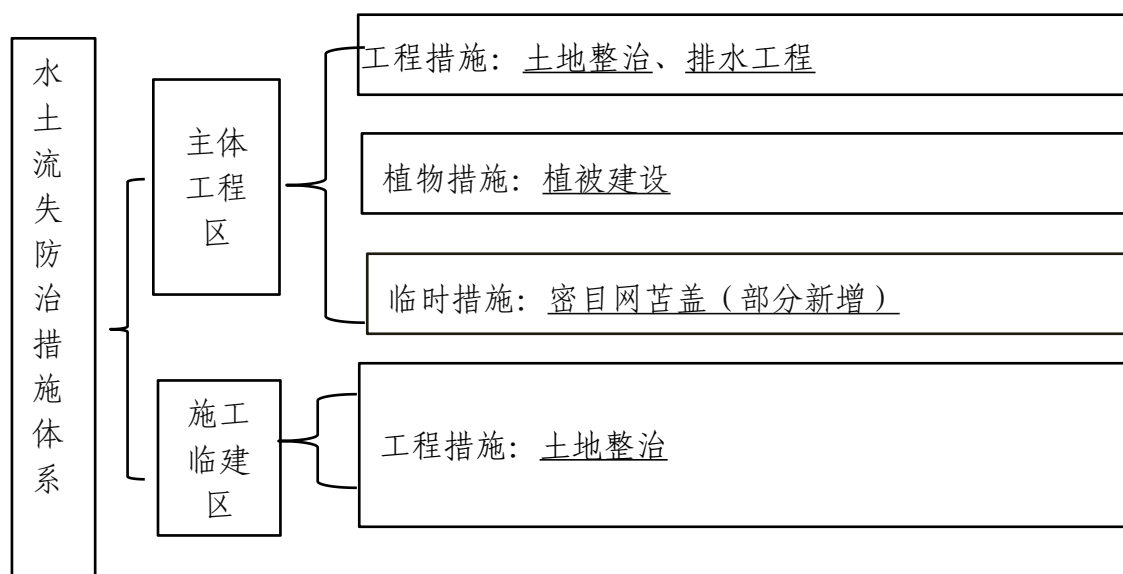 水土流失防治措施体系
主体
工程
区
工程措施：土地整治、排水工程
植物措施：植被建设
临时措施：密目网苫盖（部分新增）
施工
临建
区
工程措施：土地整治